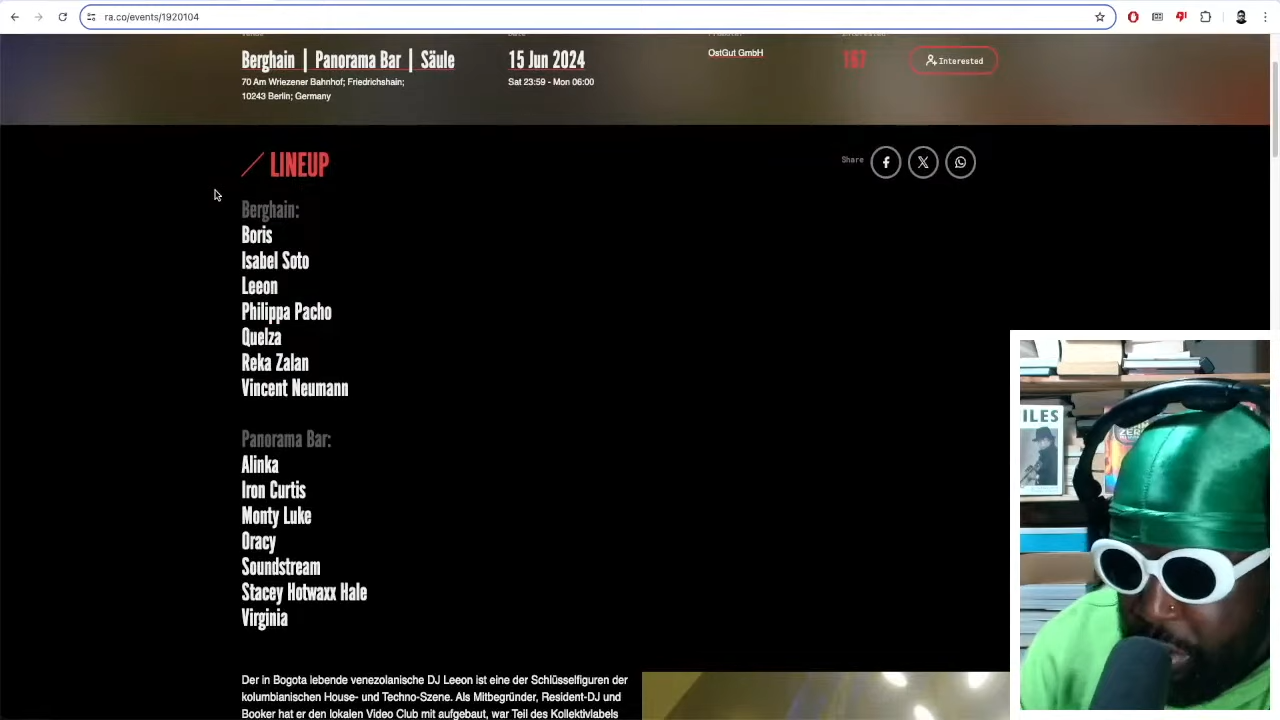 ra.co/events/1920104
Berghain | Panorama Bar | Säule
70 Am Wriezener Bahnhof; Friedrichshain;
10243 Berlin; Germany
15 Jun 2024
Sat 23:59 - Mon 06:00
OstGut GmbH
167
Interested
LINEUP
Share
Berghain:
Boris
Isabel Soto
Leeon
Philippa Pacho
Quelza
Reka Zalan
Vincent Neumann
Panorama Bar:
Alinka
Iron Curtis
Monty Luke
Oracy
Soundstream
Stacey Hotwaxx Hale
Virginia
Der in Bogota lebende venezolanische DJ Leeon ist eine der Schlüsselfiguren der
kolumbianischen House- und Techno-Szene. Als Mitbegründer, Resident-DJ und
Booker hat er den lokalen Video Club mit aufgebaut, war Teil des Kollektivlabels
ILES